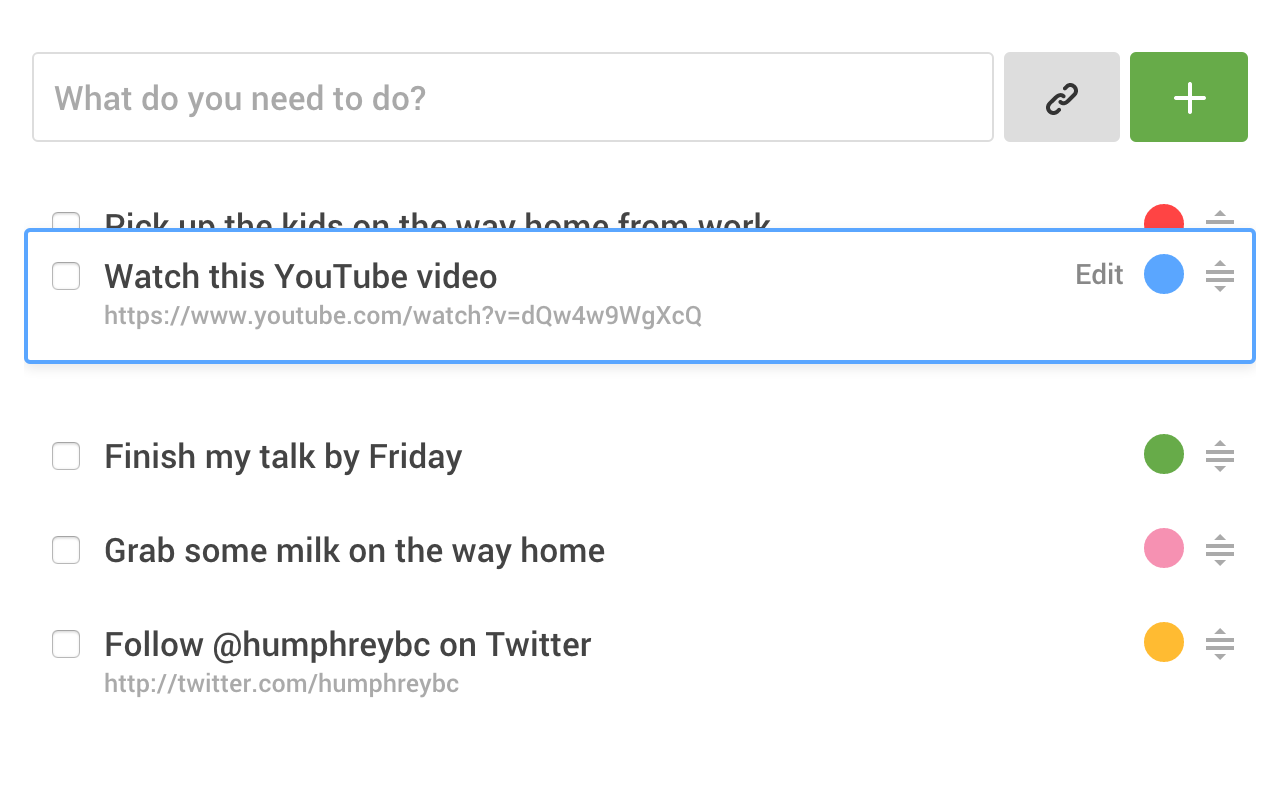 What do you need to do?
Pick up the kids on the way home from work
Watch this YouTube video
Edit
https://www.youtube.com/watch?v=dQw4w9WgXcQ
Finish my talk by Friday
Grab some milk on the way home
Follow @humphreybc on Twitter
http://twitter.com/humphreybc